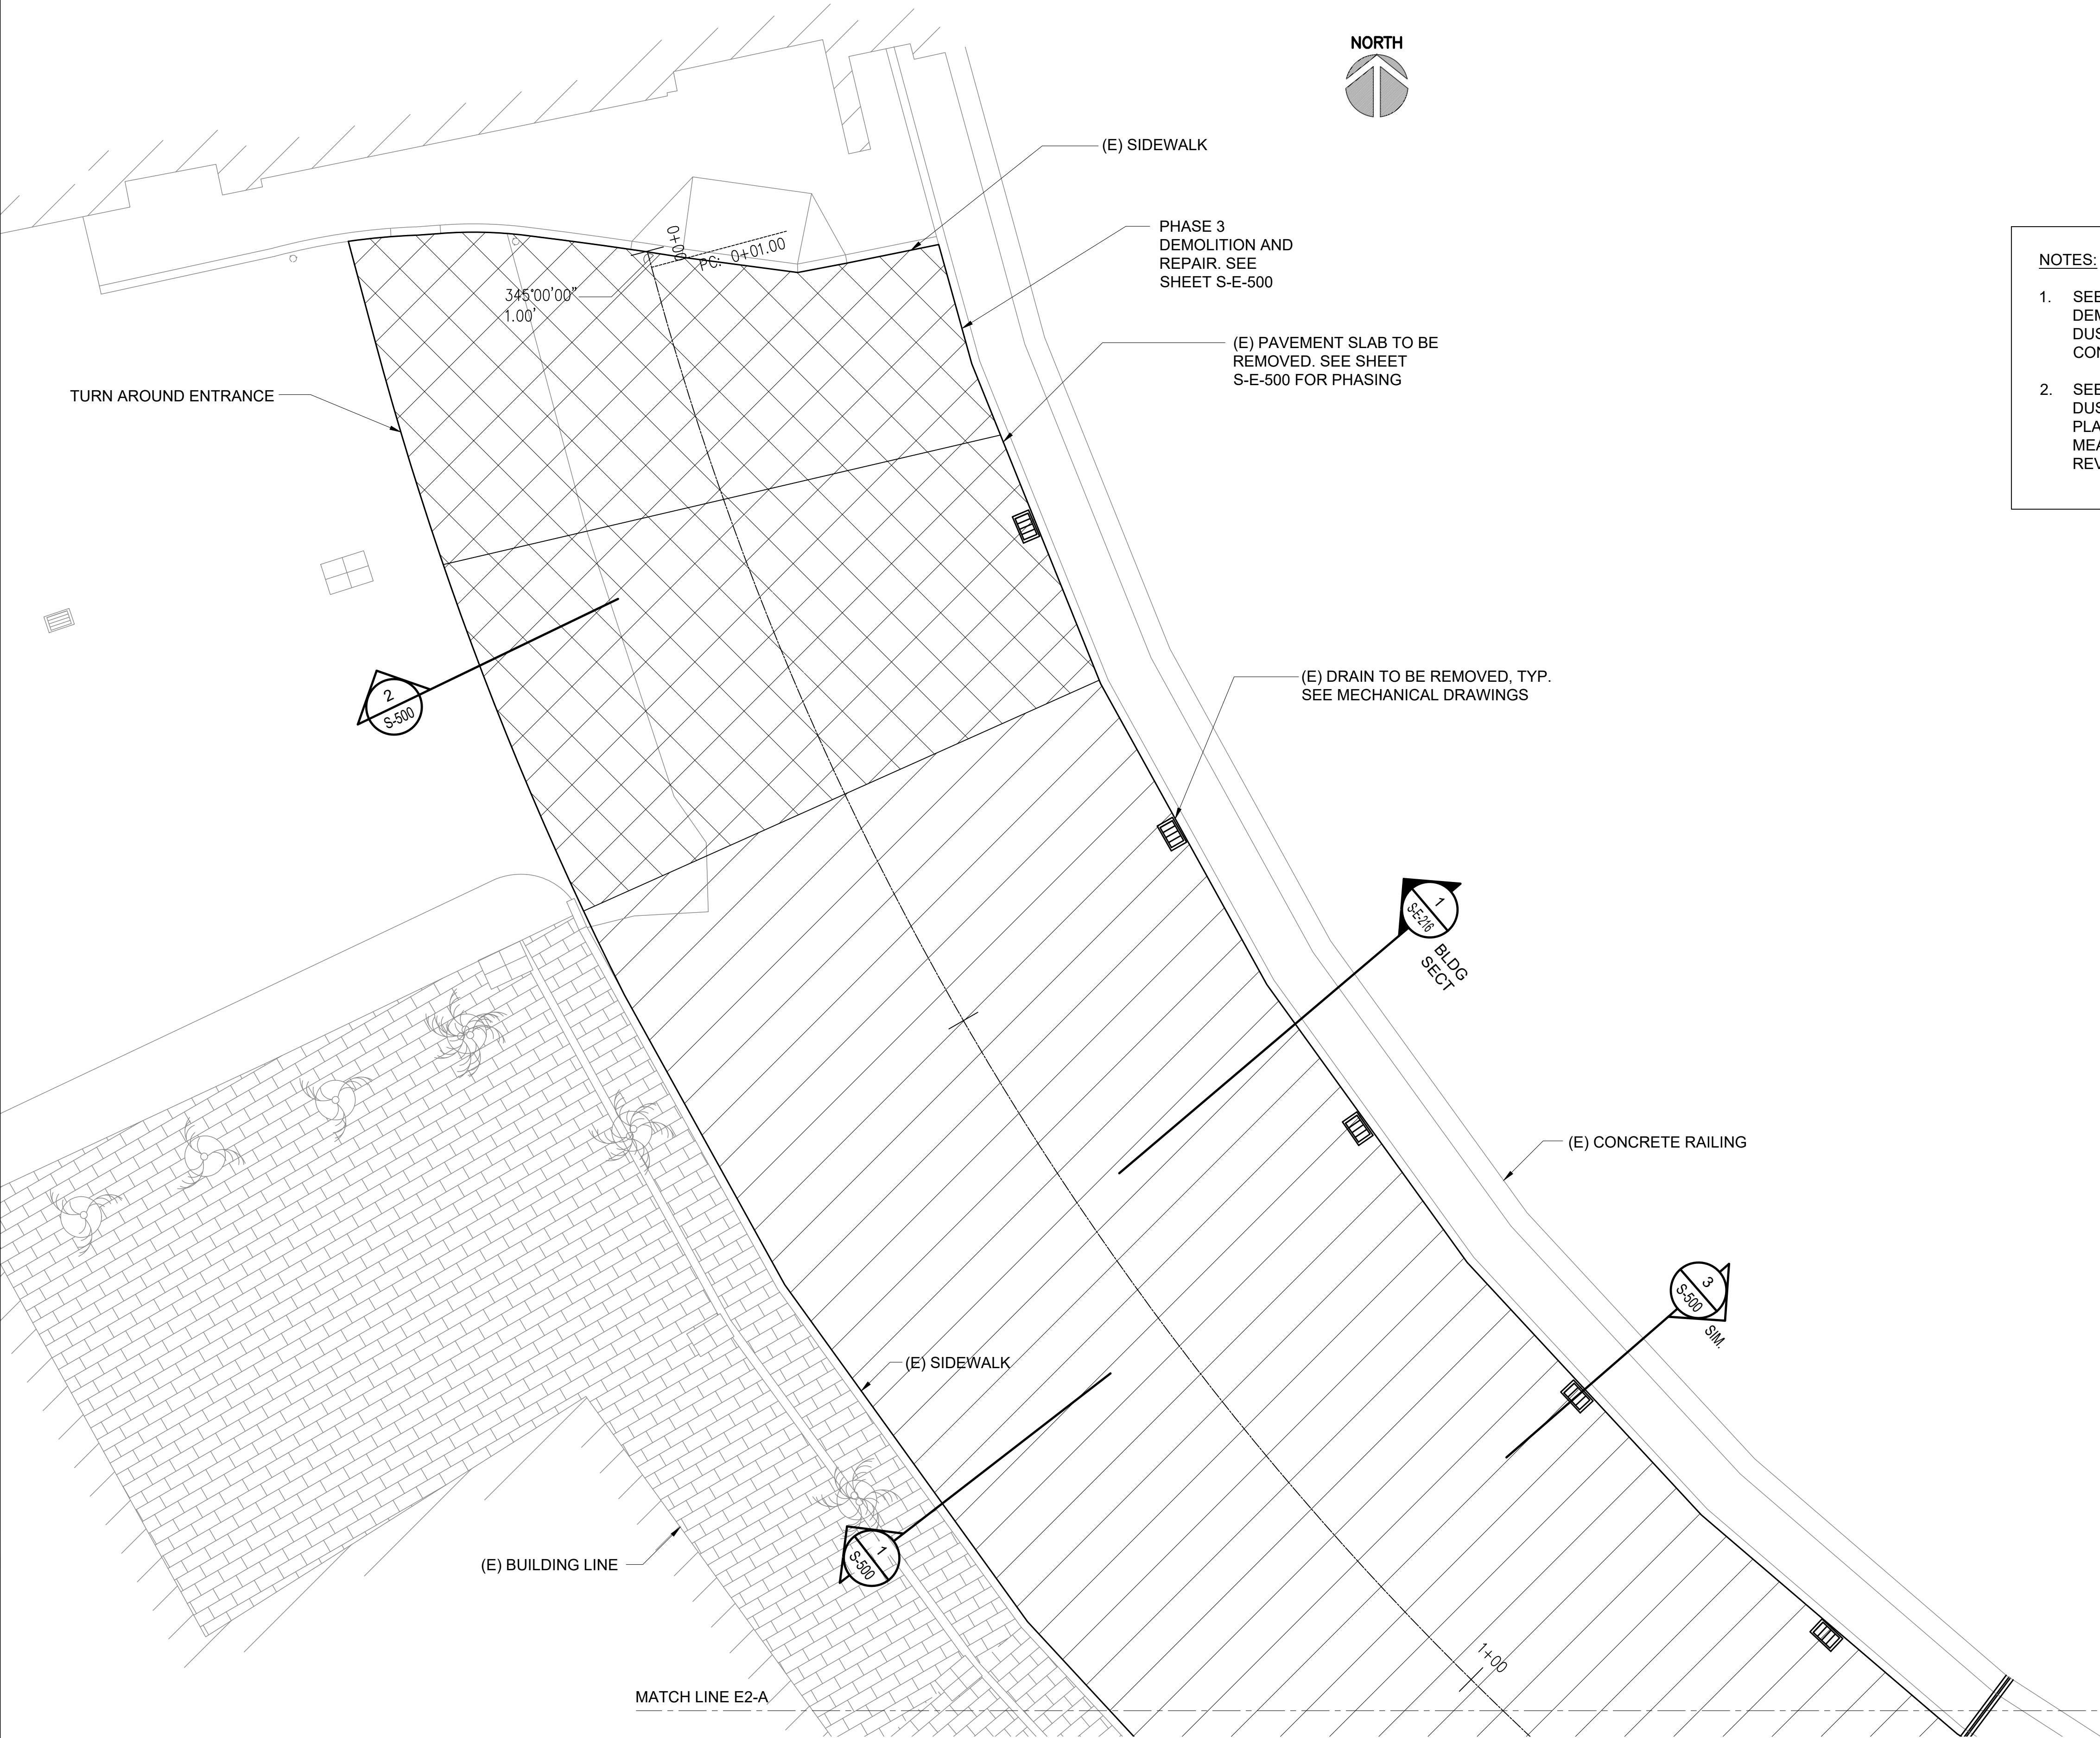 NORTH
(E) SIDEWALK
PHASE 3
DEMOLITION AND
REPAIR. SEE
SHEET S-E-500
NOTES:
1. SEE
DUS
CON
2. SEE
DUS
PLA
MEA
REV
0+00
PC: 0+01.00
345°00'00"
1.00'
(E) PAVEMENT SLAB TO BE
REMOVED. SEE SHEET
S-E-500 FOR PHASING
TURN AROUND ENTRANCE
2
S-500
(E) DRAIN TO BE REMOVED, TYP.
SEE MECHANICAL DRAWINGS
1
S-E-216
BLDG
SECT
(E) CONCRETE RAILING
3
S-500
SIM.
(E) SIDEWALK
1
S-500
(E) BUILDING LINE
1+00
MATCH LINE E2-A